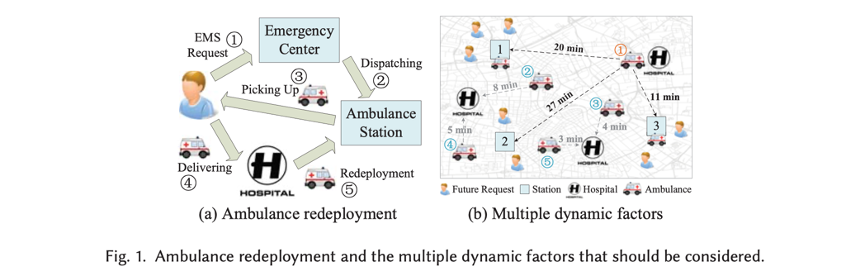 EMS ①
Request
Emergency
Center
Dispatching
②
③
Picking Up
Ambulance
Station
Delivering
④
H
HOSPITAL
Redeployment
⑤
(a) Ambulance redeployment
1
20 min
①
H
HOSPITAL
②
8 min
H
HOSPITAL
27 min
11 min
③
3
5 min
④
2
4 min
3 min
⑤
H
HOSPITAL
Future Request
Station
H
HOSPITAL
Hospital
Ambulance
(b) Multiple dynamic factors
Fig. 1. Ambulance redeployment and the multiple dynamic factors that should be considered.